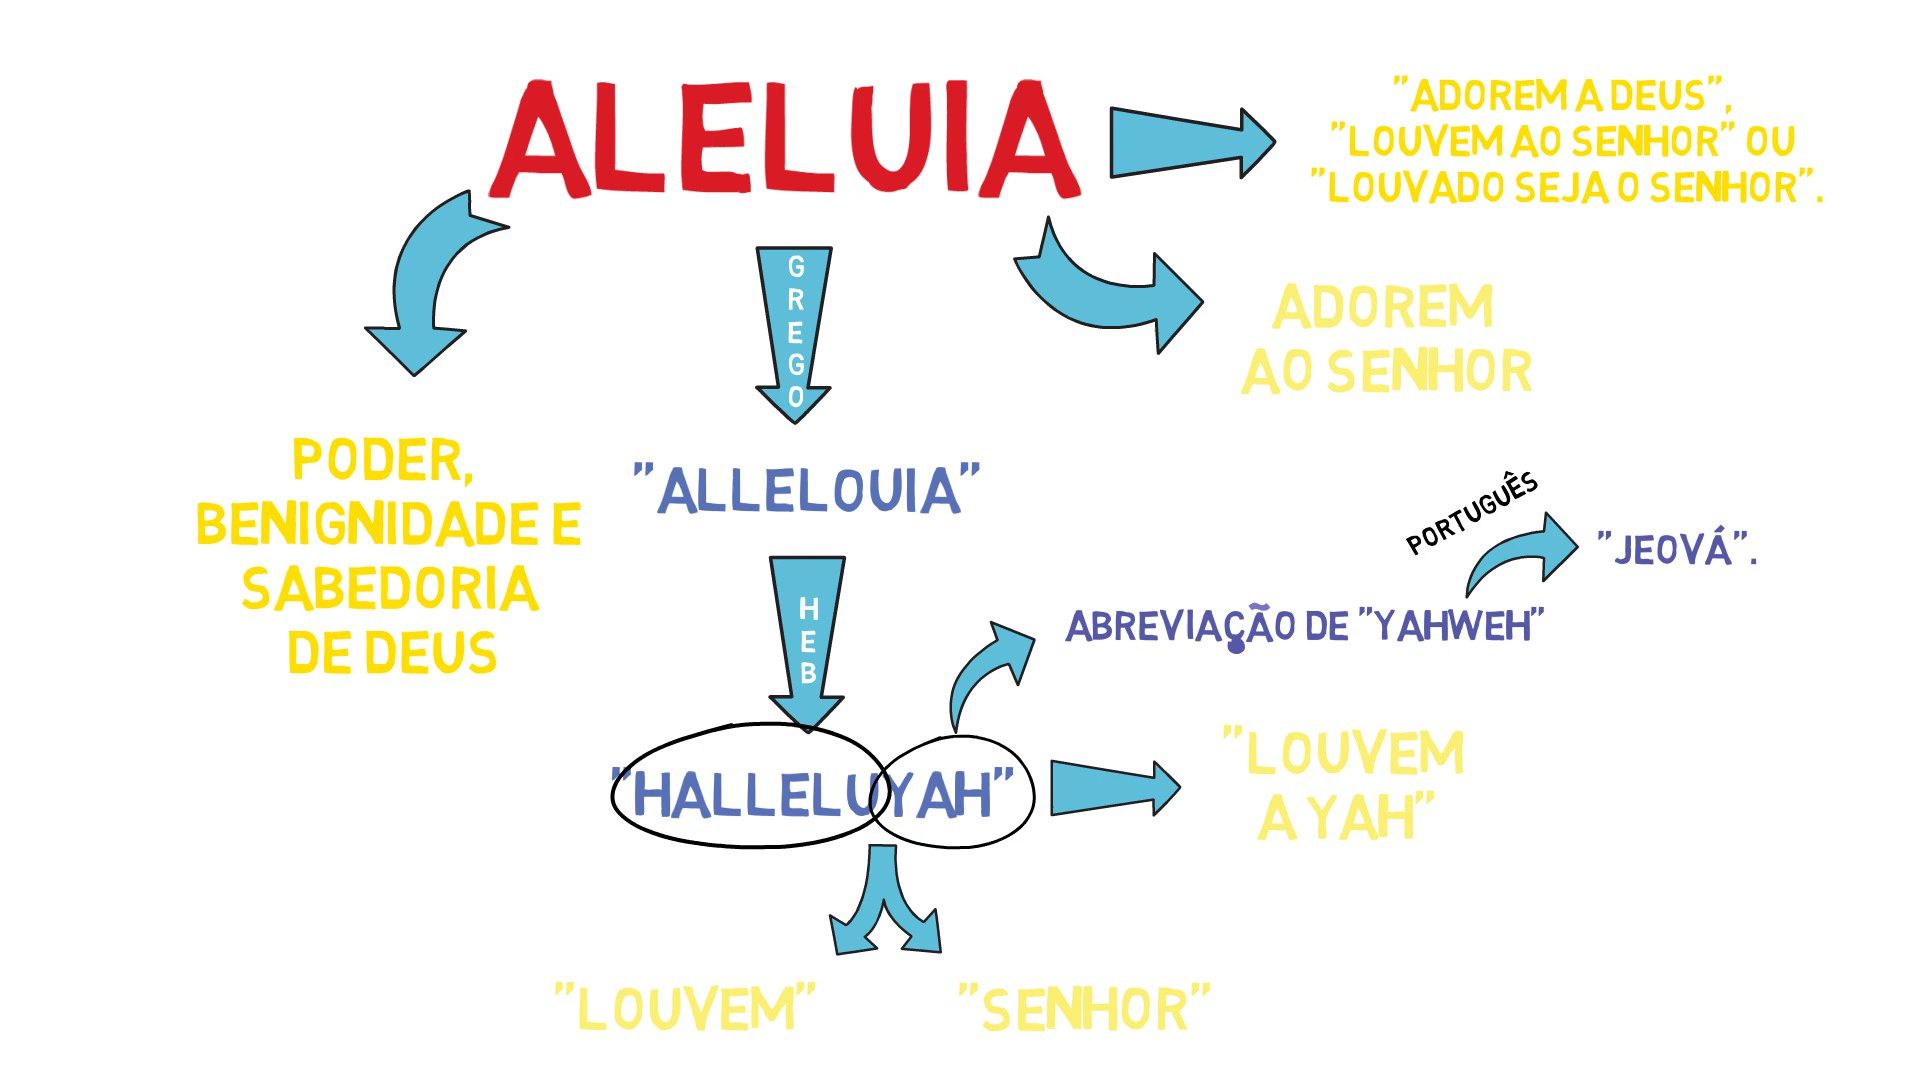 ALELUIA
"ADOREM A DEUS",
"LOUVEM AO SENHOR" OU
"LOUVADO SEJA O SENHOR".
GREGO
ADOREM
AO SENHOR
PODER,
BENIGNIDADE E
SABEDORIA
DE DEUS
"ALLELOUIA"
PORTUGUÊS
"JEOVÁ".
HEB
ABREVIAÇÃO DE "YAHWEH"
"HALLELUYAH"
"LOUVEM
A YAH"
"LOUVEM"
"SENHOR"